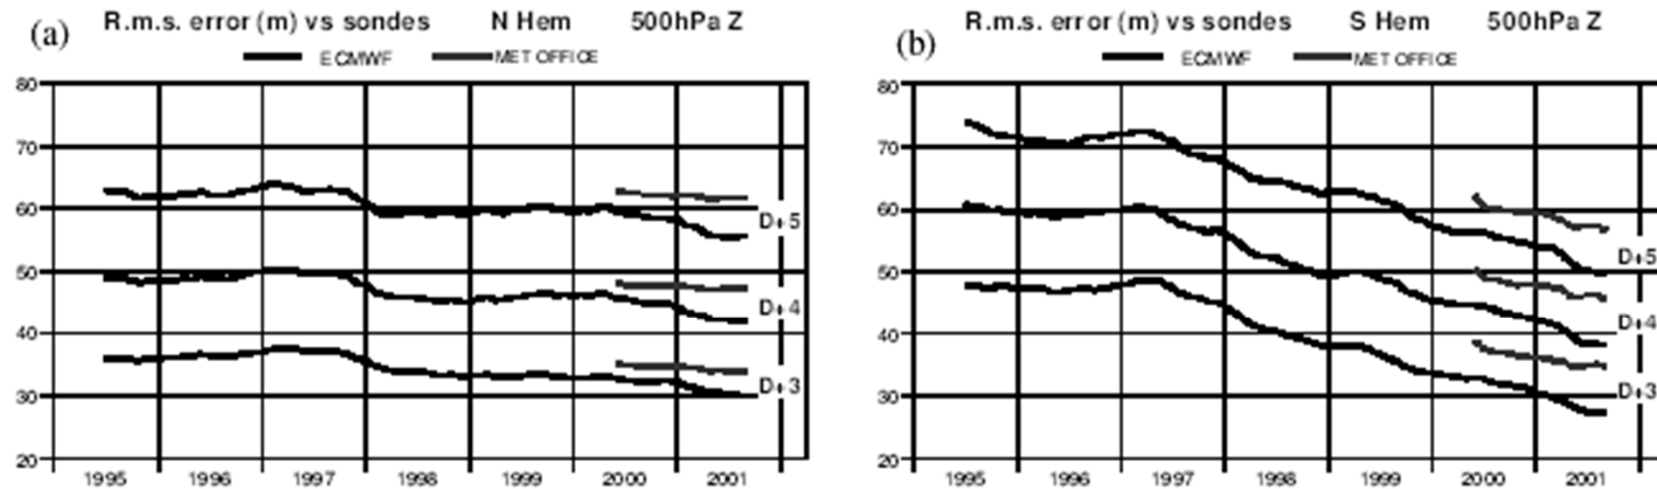 (a) R.m.s. error (m) vs sondes N Hem 500hPa Z
ECMWF MET OFFICE
80
70
60
50
40
30
20
D+5
D+4
D+3
1995 1996 1997 1998 1999 2000 2001
(b) R.m.s. error (m) vs sondes S Hem 500hPa Z
ECMWF MET OFFICE
80
70
60
50
40
30
20
D+5
D+4
D+3
1995 1996 1997 1998 1999 2000 2001